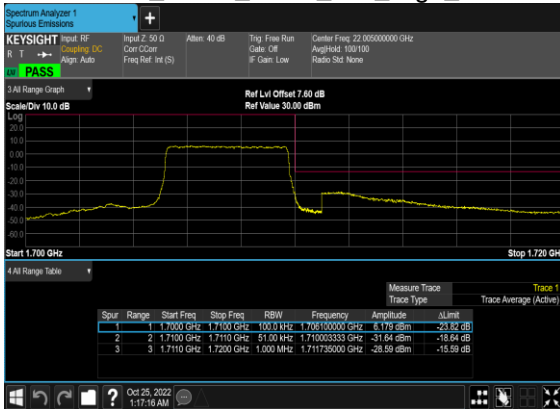 Spectrum Analyzer 1
Spurious Emissions
+
KEYSIGHT Input: RF Input Z: 50 Ω Atten: 40 dB Trig: Free Run Center Freq: 22.005000000 GHz
R T Coupling: DC Corr CCorr Gate: Off Avg|Hold: 100/100
Align: Auto Freq Ref: Int (S) IF Gain: Low Radio Std: None
PASS
3 All Range Graph
Ref Lvl Offset 7.60 dB
Scale/Div 10.0 dB Ref Value 30.00 dBm
Log
20.0
10.0
0.00
-10.0
-20.0
-30.0
-40.0
-50.0
-60.0
Start 1.700 GHz Stop 1.720 GH
4 All Range Table
Measure Trace Trace 1
Trace Type Trace Average (Active)
Spur Range Start Freq Stop Freq RBW Frequency Amplitude ΔLimit
1 1 1.7000 GHz 1.7100 GHz 100.0 kHz 1.706100000 GHz 6.179 dBm -23.82 dB
2 2 1.7100 GHz 1.7110 GHz 51.00 kHz 1.710003333 GHz -31.64 dBm -18.64 dB
3 3 1.7110 GHz 1.7200 GHz 1.000 MHz 1.711735000 GHz -28.59 dBm -15.59 dB
? Oct 25, 2022
1:17:16 AM